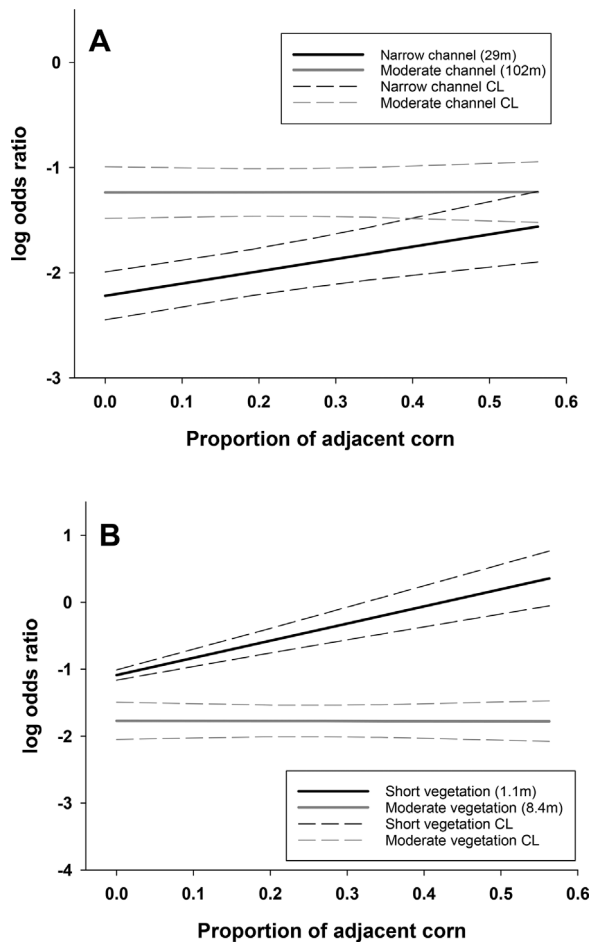 A
Narrow channel (29m)
Moderate channel (102m)
Narrow channel CL
Moderate channel CL
0
-1
-2
-3
log odds ratio
0.0 0.1 0.2 0.3 0.4 0.5 0.6
Proportion of adjacent corn
B
1
0
-1
-2
-3
-4
log odds ratio
Short vegetation (1.1m)
Moderate vegetation (8.4m)
Short vegetation CL
Moderate vegetation CL
0.0 0.1 0.2 0.3 0.4 0.5 0.6
Proportion of adjacent corn